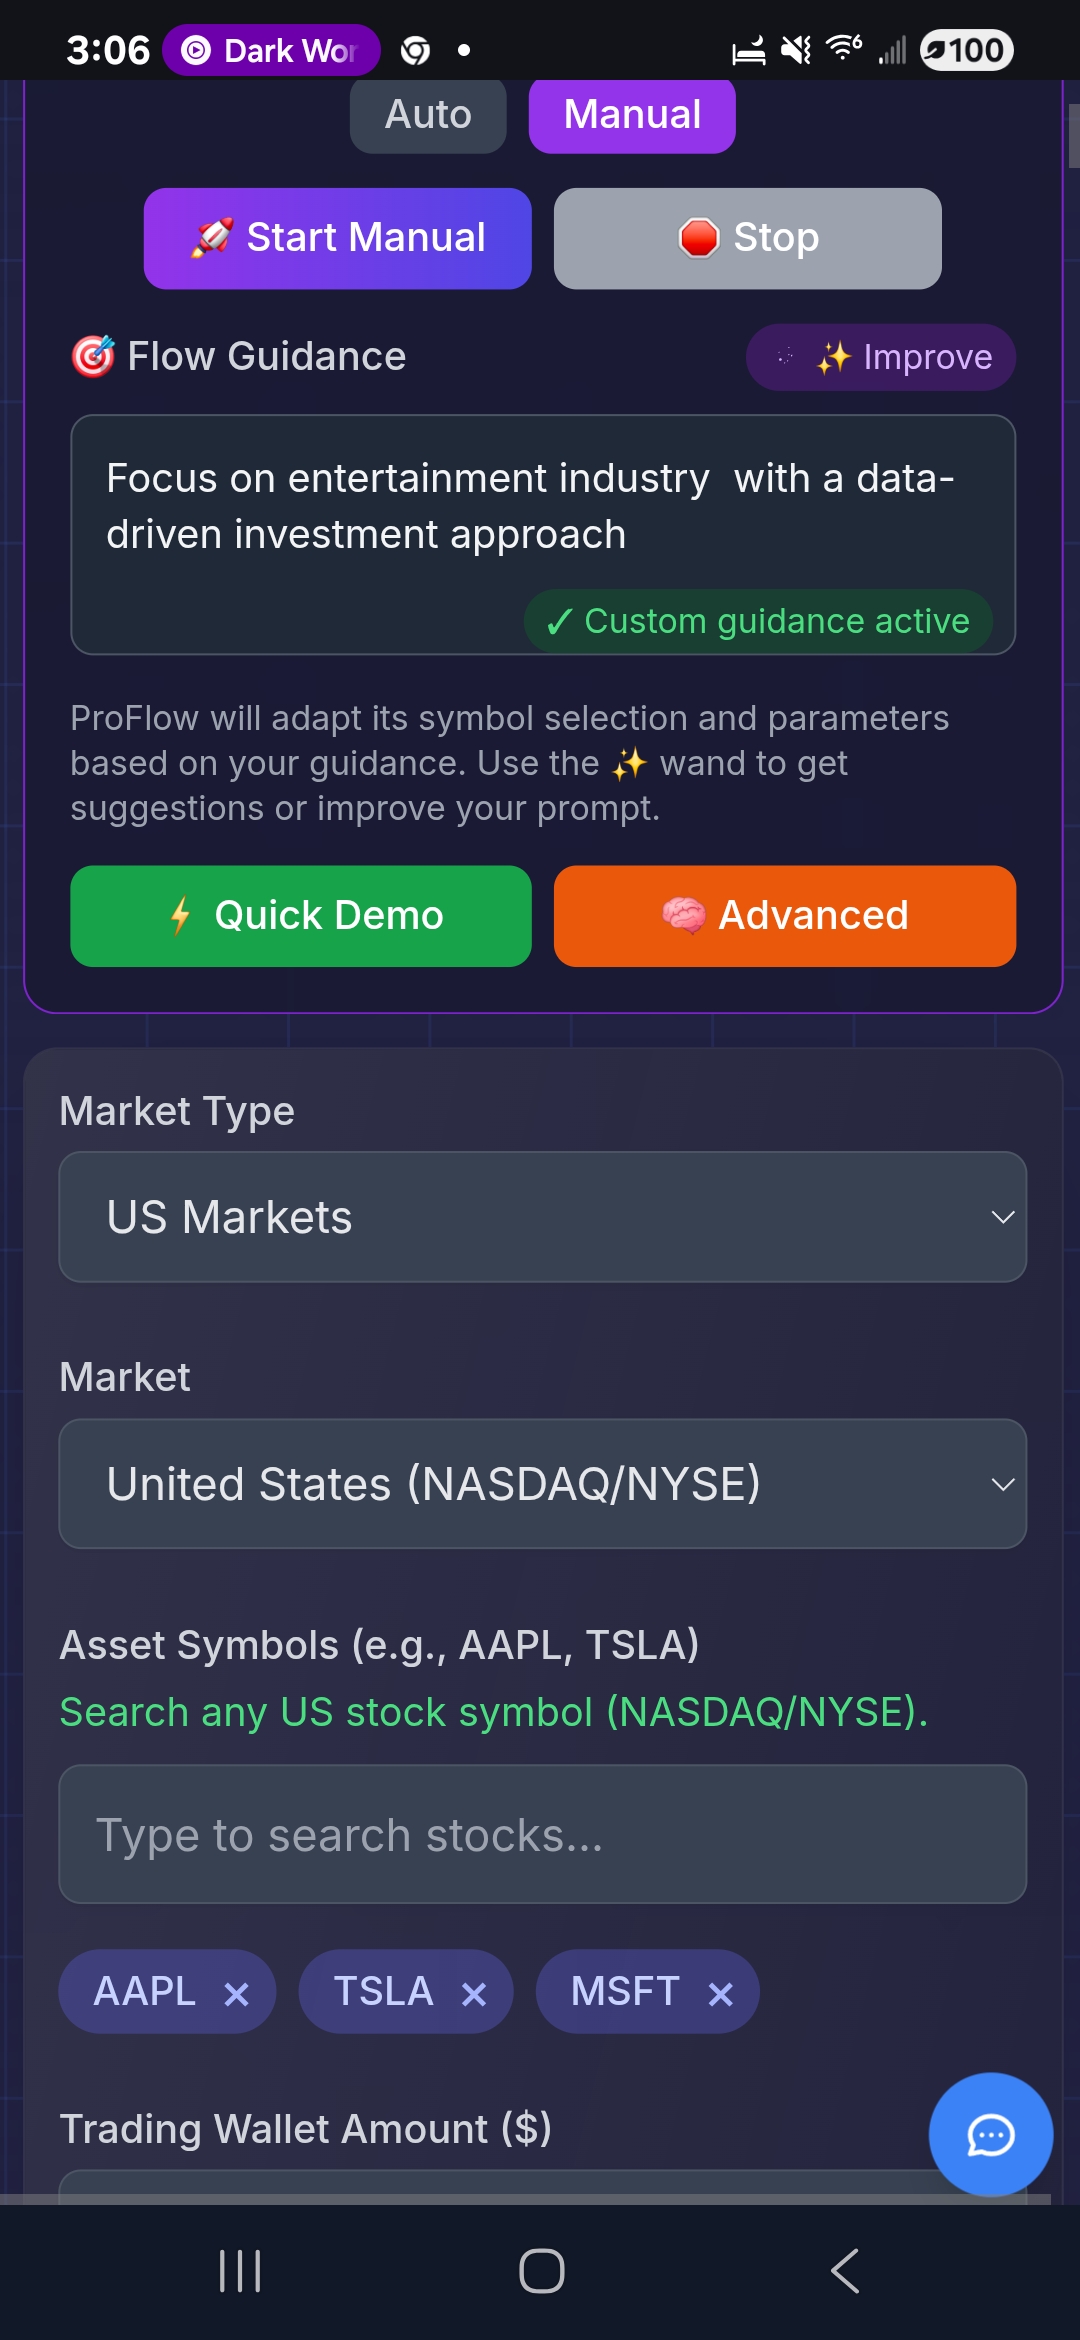 3:06 Dark Wor 6 100
Auto Manual
Start Manual Stop
Flow Guidance Improve
Focus on entertainment industry  with a data-
driven investment approach
✓ Custom guidance active
ProFlow will adapt its symbol selection and parameters
based on your guidance. Use the ✨ wand to get
suggestions or improve your prompt.
Quick Demo Advanced
Market Type
US Markets
Market
United States (NASDAQ/NYSE)
Asset Symbols (e.g., AAPL, TSLA)
Search any US stock symbol (NASDAQ/NYSE).
Type to search stocks...
AAPL × TSLA × MSFT ×
Trading Wallet Amount ($)